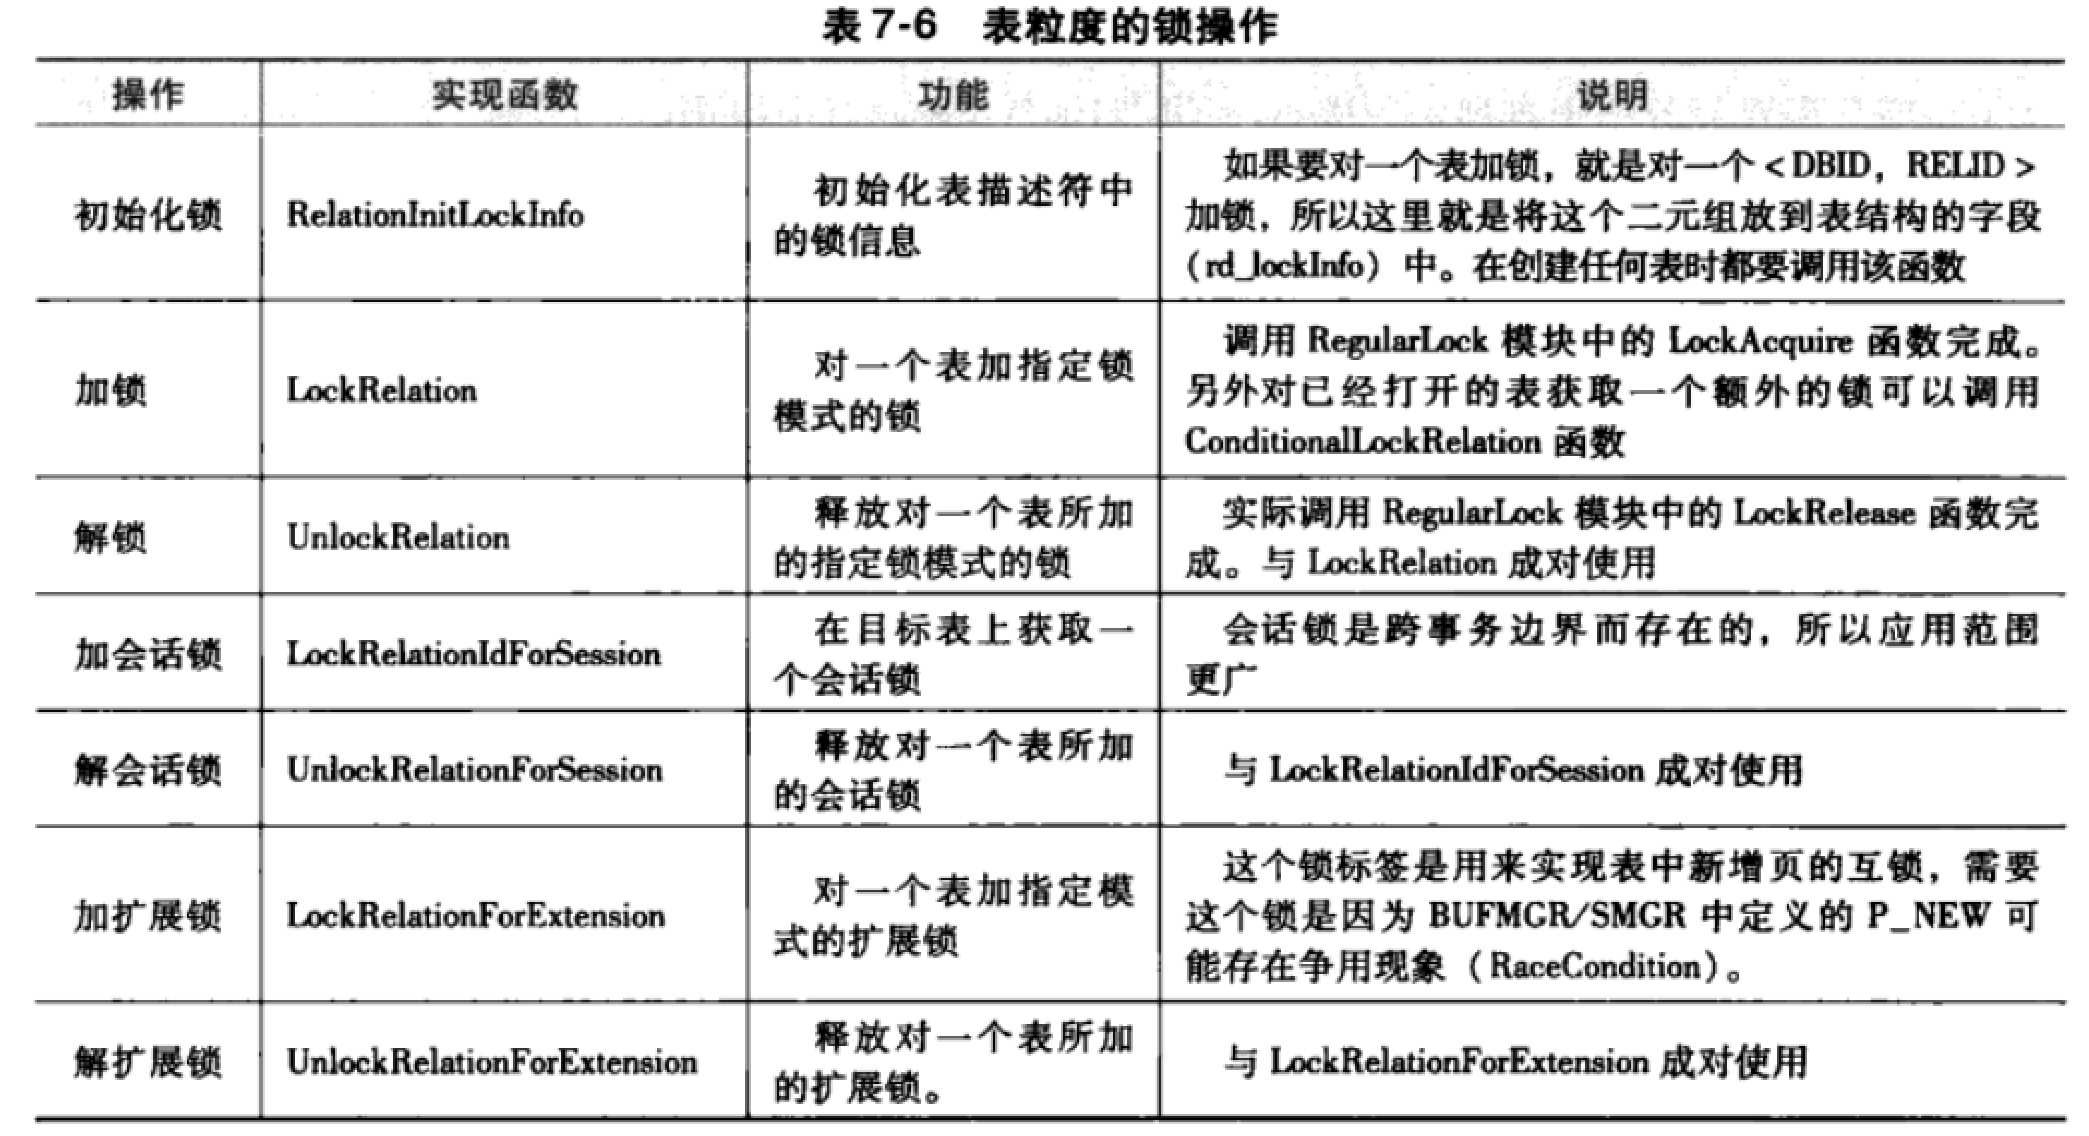 表7-6 表粒度的锁操作
操作 实现函数 功能 说明
初始化锁
RelationInitLockInfo
初始化表描述符中
的锁信息
如果要对一个表加锁，就是对一个<DBID，RELID>
加锁，所以这里就是将这个二元组放到表结构的字段
（rd_lockInfo）中。在创建任何表时都要调用该函数
加锁
LockRelation
对一个表加指定锁
模式的锁
调用 RegularLock 模块中的 LockAcquire 函数完成。
另外对已经打开的表获取一个额外的锁可以调用
ConditionalLockRelation 函数
解锁
UnlockRelation
释放对一个表所加
的指定锁模式的锁
实际调用 RegularLock 模块中的 LockRelease 函数完
成。与 LockRelation 成对使用
加会话锁
LockRelationIdForSession
在目标表上获取一
个会话锁
会话锁是跨事务边界而存在的，所以应用范围
更广
解会话锁
UnlockRelationForSession
释放对一个表所加
的会话锁
与 LockRelationIdForSession 成对使用
加扩展锁
LockRelationForExtension
对一个表加指定模
式的扩展锁
这个锁标签是用来实现表中新增页的互锁，需要
这个锁是因为 BUFMGR/SMGR 中定义的 P_NEW 可
能存在争用现象（RaceCondition）。
解扩展锁
UnlockRelationForExtension
释放对一个表所加
的扩展锁。
与 LockRelationForExtension 成对使用